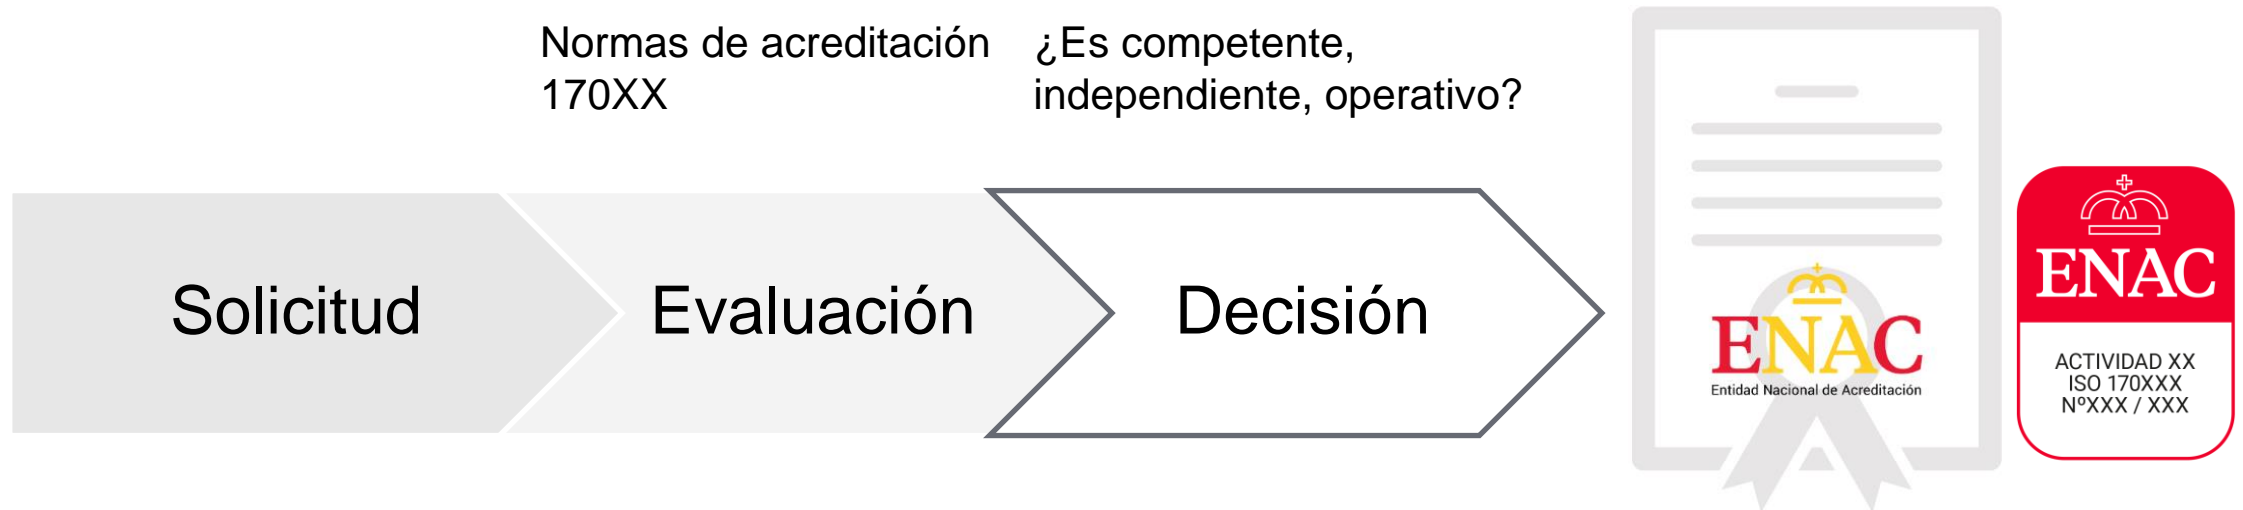 Normas de acreditación
170XX
¿Es competente,
independiente, operativo?
Solicitud
Evaluación
Decisión
ENAC
Entidad Nacional de Acreditación
ENAC
ACTIVIDAD XX
ISO 170XXX
NºXXX / XXX